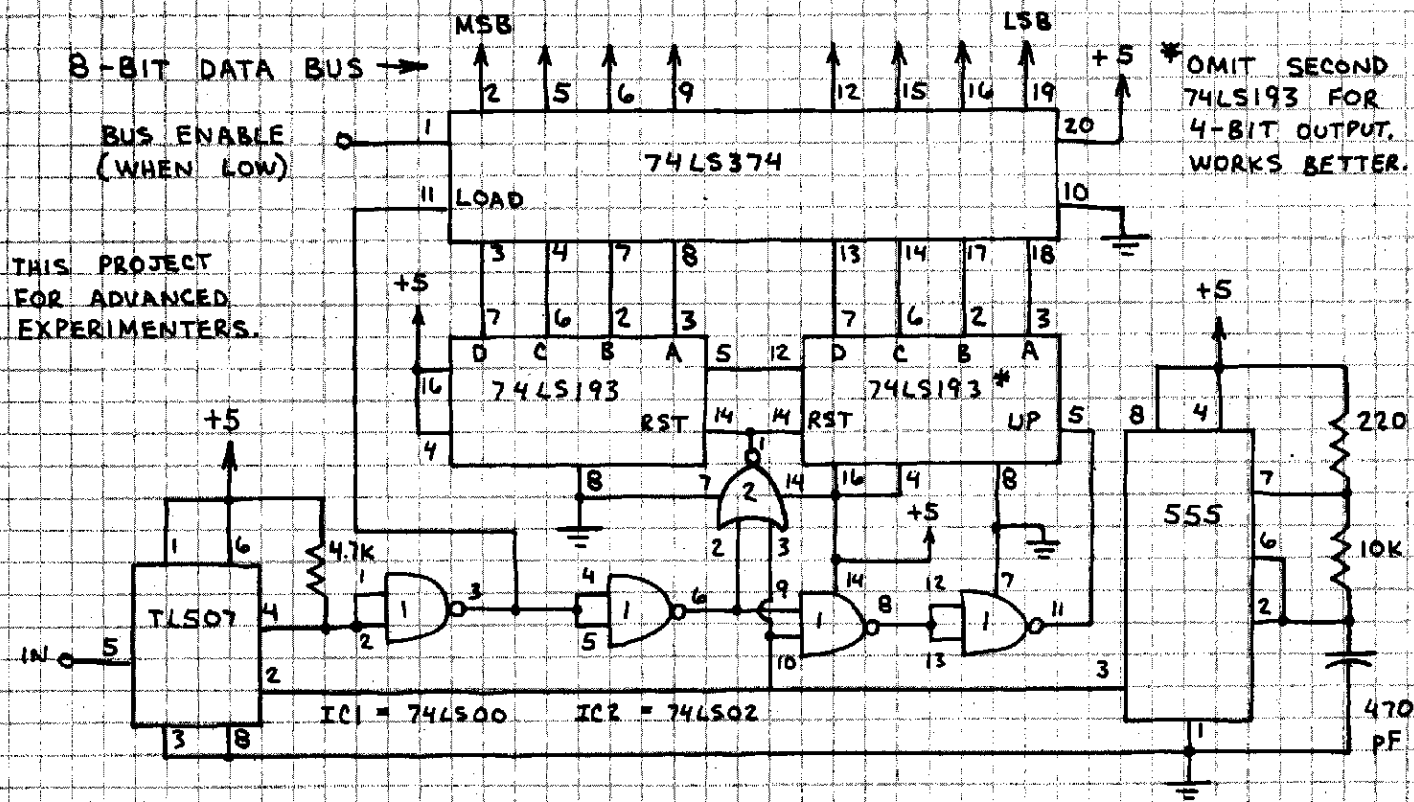 MSB
LSB
8-BIT DATA BUS
+5
* OMIT SECOND
74LS193 FOR
4-BIT OUTPUT.
WORKS BETTER.
2 5 6 9 12 15 16 19
BUS ENABLE
(WHEN LOW)
1
20
74LS374
11
LOAD
10
3 4 7 8 13 14 17 18
THIS PROJECT
FOR ADVANCED
EXPERIMENTERS.
+5
+5
7 6 2 3 7 6 2 3
D C B A
5 12
D C B A
16
74LS193
74LS193 *
RST
14 14
RST
UP
5
4
1
8
7
2
14
16
4
8
+5
2
3
+5
8 4
220
7
555
6
10K
2
3
1
470
PF
1
6
4.7K
TL507
5
IN
4
2
3 8
1
2
1
3
4
5
1
6
9
10
14
1
8
12
13
7
1
11
IC1 = 74LS00
IC2 = 74LS02